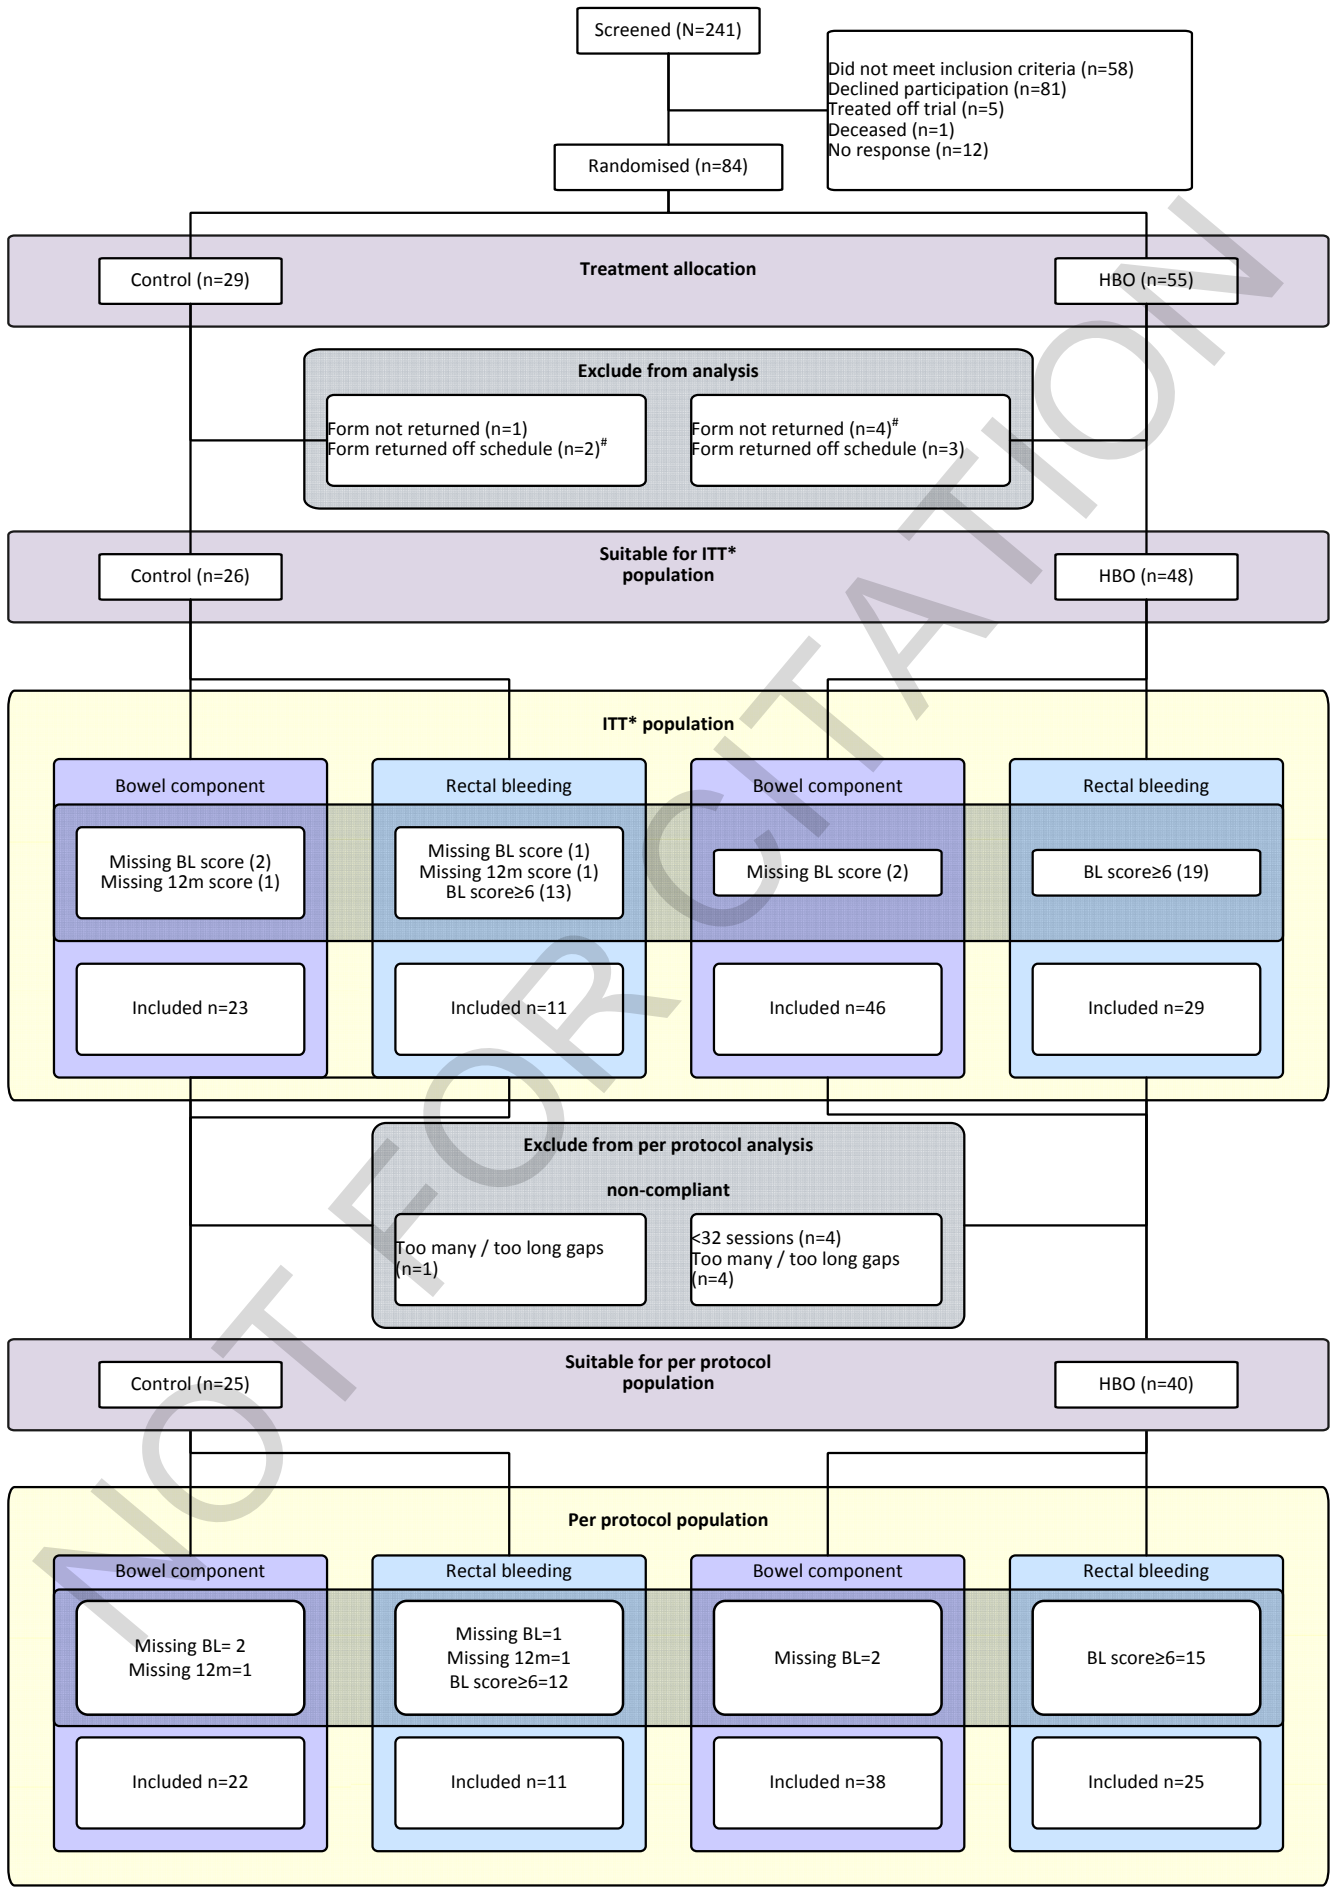 Screened (N=241)
Did not meet inclusion criteria (n=58)
Declined participation (n=81)
Treated off trial (n=5)
Deceased (n=1)
No response (n=12)
Randomised (n=84)
Treatment allocation
Control (n=29)
HBO (n=55)
Exclude from analysis
Form not returned (n=1)
Form returned off schedule (n=2)#
Form not returned (n=4)#
Form returned off schedule (n=3)
Suitable for ITT*
population
Control (n=26)
HBO (n=48)
ITT* population
Bowel component
Missing BL score (2)
Missing 12m score (1)
Included n=23
Rectal bleeding
Missing BL score (1)
Missing 12m score (1)
BL score≥6 (13)
Included n=11
Bowel component
Missing BL score (2)
Included n=46
Rectal bleeding
BL score≥6 (19)
Included n=29
Exclude from per protocol analysis
non-compliant
Too many / too long gaps
(n=1)
<32 sessions (n=4)
Too many / too long gaps
(n=4)
Suitable for per protocol
population
Control (n=25)
HBO (n=40)
Per protocol population
Bowel component
Missing BL= 2
Missing 12m=1
Included n=22
Rectal bleeding
Missing BL=1
Missing 12m=1
BL score≥6=12
Included n=11
Bowel component
Missing BL=2
Included n=38
Rectal bleeding
BL score≥6=15
Included n=25
NOT FOR CITATION